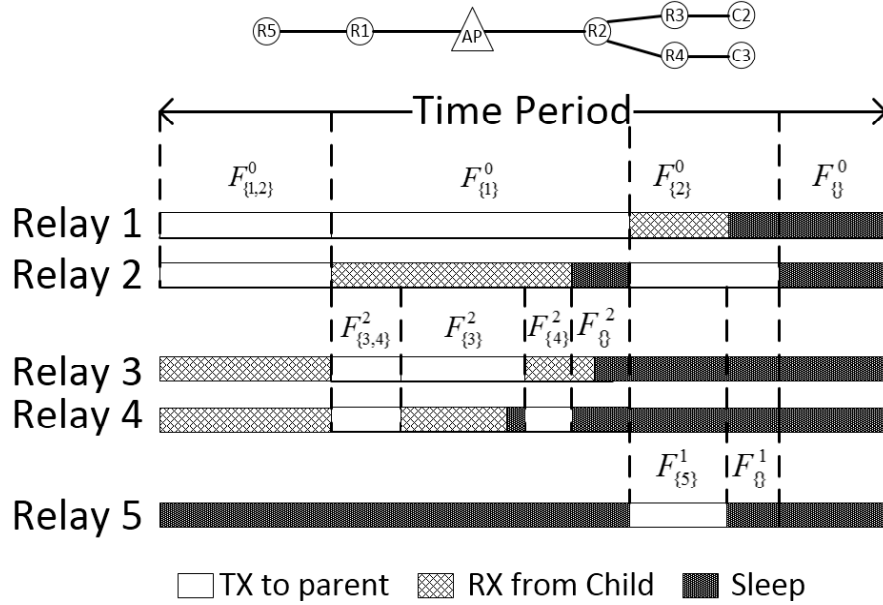 R5 R1 AP R2 R3 C2
R4 C3
Time Period
F^0_{\{1,2\}} F^0_{\{1\}} F^0_{\{2\}} F^0_{\{\}}
Relay 1
Relay 2
F^2_{\{3,4\}} F^2_{\{3\}} F^2_{\{4\}} F^2_{\{\}}
Relay 3
Relay 4
F^1_{\{5\}} F^1_{\{\}}
Relay 5
TX to parent RX from Child Sleep